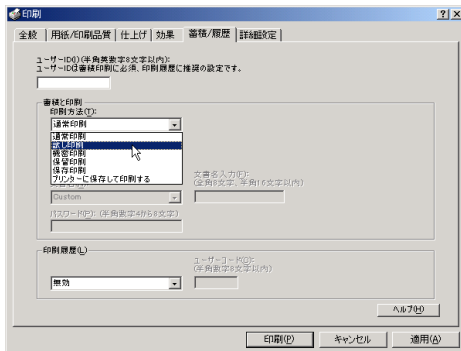 印刷
全般 用紙/印刷品質 仕上げ 効果 蓄積/履歴 詳細設定
ユーザーID(I)(半角英数字8文字以内):
ユーザーIDは蓄積印刷に必須、印刷履歴に推奨の設定です。
蓄積と印刷
印刷方法(T):
通常印刷
通常印刷
試し印刷
機密印刷
保留印刷
保存印刷
プリンターに保存して印刷する
文書名入力(F):
(全角8文字、半角16文字以内)
Custom
パスワード(P): (半角数字4から8文字)
印刷履歴(L)
ユーザーコード(C):
(半角数字8文字以内)
無効
ヘルプ(H)
印刷(P) キャンセル 適用(A)